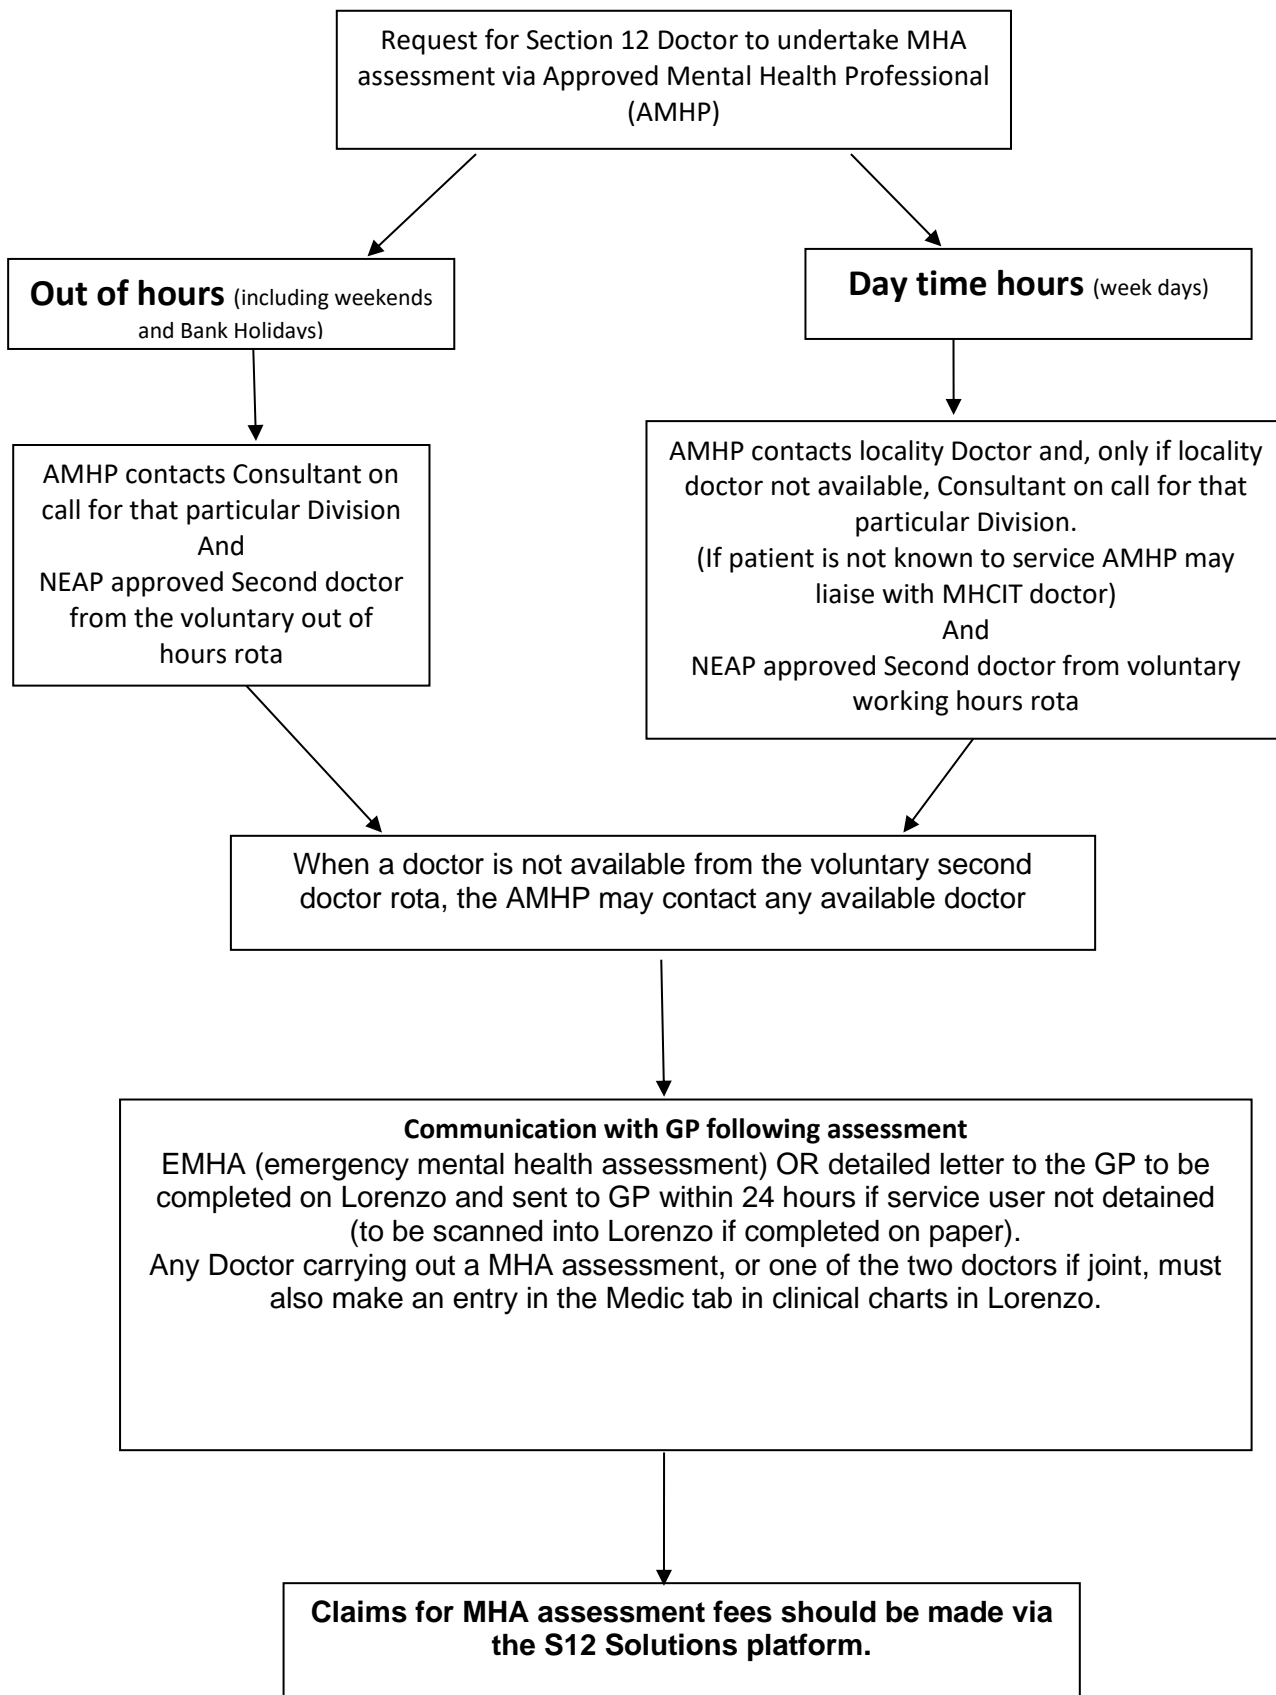 Request for Section 12 Doctor to undertake MHA
assessment via Approved Mental Health Professional
(AMHP)
Out of hours (including weekends
and Bank Holidays)
Day time hours (week days)
AMHP contacts Consultant on
call for that particular Division
And
NEAP approved Second doctor
from the voluntary out of
hours rota
AMHP contacts locality Doctor and, only if locality
doctor not available, Consultant on call for that
particular Division.
(If patient is not known to service AMHP may
liaise with MHCIT doctor)
And
NEAP approved Second doctor from voluntary
working hours rota
When a doctor is not available from the voluntary second
doctor rota, the AMHP may contact any available doctor
Communication with GP following assessment
EMHA (emergency mental health assessment) OR detailed letter to the GP to be
completed on Lorenzo and sent to GP within 24 hours if service user not detained
(to be scanned into Lorenzo if completed on paper).
Any Doctor carrying out a MHA assessment, or one of the two doctors if joint, must
also make an entry in the Medic tab in clinical charts in Lorenzo.
Claims for MHA assessment fees should be made via
the S12 Solutions platform.